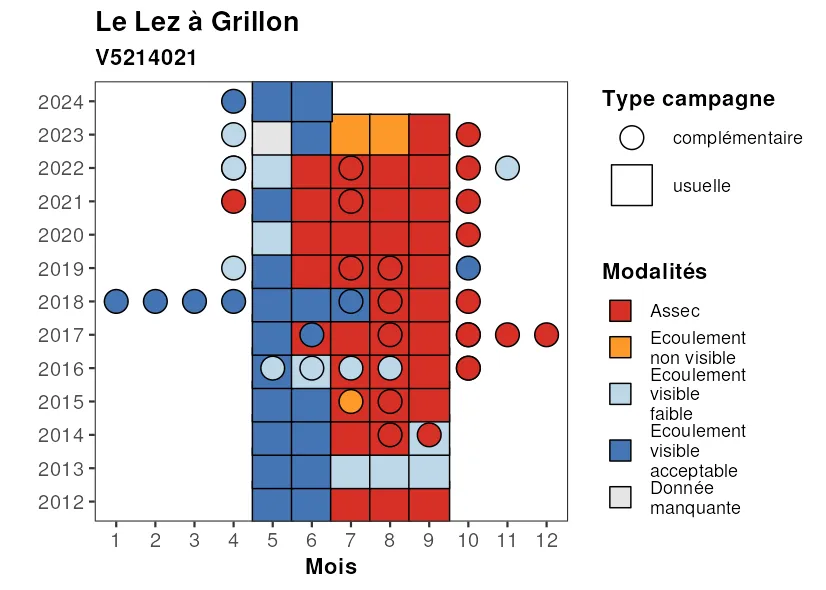 Le Lez à Grillon
V5214021
2024
2023
2022
2021
2020
2019
2018
2017
2016
2015
2014
2013
2012
1 2 3 4 5 6 7 8 9 10 11 12
Mois
Type campagne
complémentaire
usuelle
Modalités
Assec
Ecoulement
non visible
Ecoulement
visible
faible
Ecoulement
visible
acceptable
Donnée
manquante